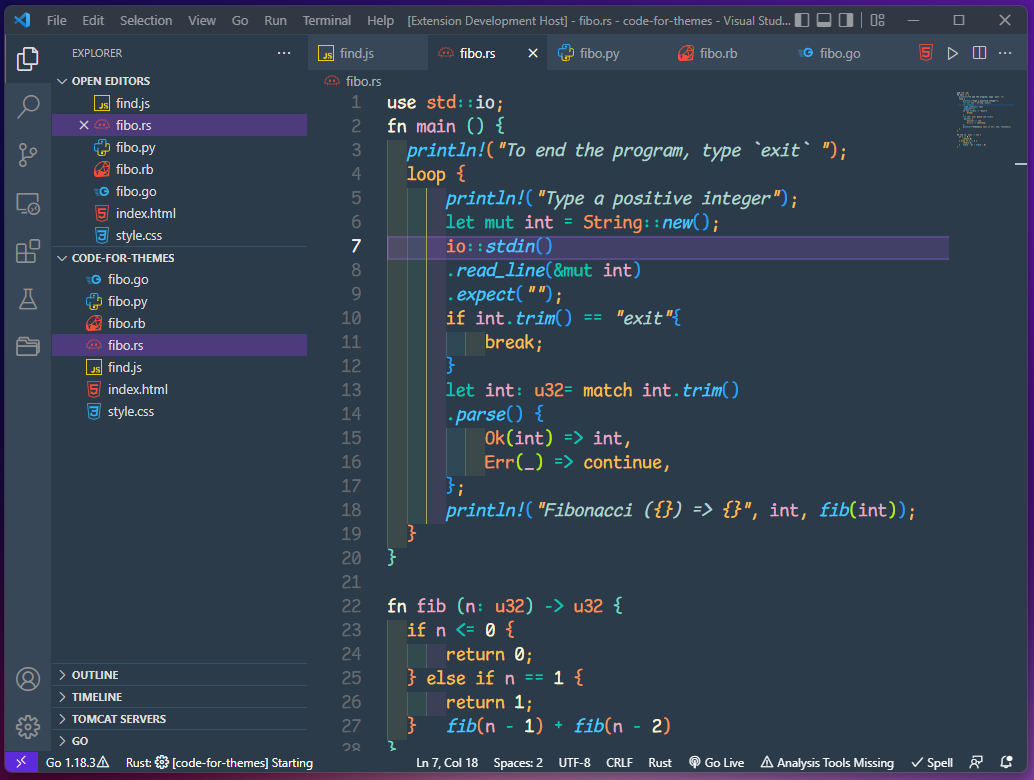 File Edit Selection View Go Run Terminal Help [Extension Development Host] - fibo.rs - code-for-themes - Visual Stud...
EXPLORER
find.js fibo.rs fibo.py fibo.rb fibo.go
OPEN EDITORS
find.js
fibo.rs
fibo.py
fibo.rb
fibo.go
index.html
style.css
CODE-FOR-THEMES
fibo.go
fibo.py
fibo.rb
fibo.rs
find.js
index.html
style.css
OUTLINE
TIMELINE
TOMCAT SERVERS
GO
fibo.rs
1 use std::io;
2 fn main () {
3 println!("To end the program, type `exit` ");
4 loop {
5 println!("Type a positive integer");
6 let mut int = String::new();
7 io::stdin()
8 .read_line(&mut int)
9 .expect("");
10 if int.trim() == "exit"{
11 break;
12 }
13 let int: u32= match int.trim()
14 .parse() {
15 Ok(int) => int,
16 Err(_) => continue,
17 };
18 println!("Fibonacci ({}) => {}", int, fib(int));
19 }
20 }
21
22 fn fib (n: u32) -> u32 {
23 if n <= 0 {
24 return 0;
25 } else if n == 1 {
26 return 1;
27 } fib(n - 1) + fib(n - 2)
28 }
Go 1.18.3 Rust: [code-for-themes] Starting Ln 7, Col 18 Spaces: 2 UTF-8 CRLF Rust Go Live Analysis Tools Missing Spell